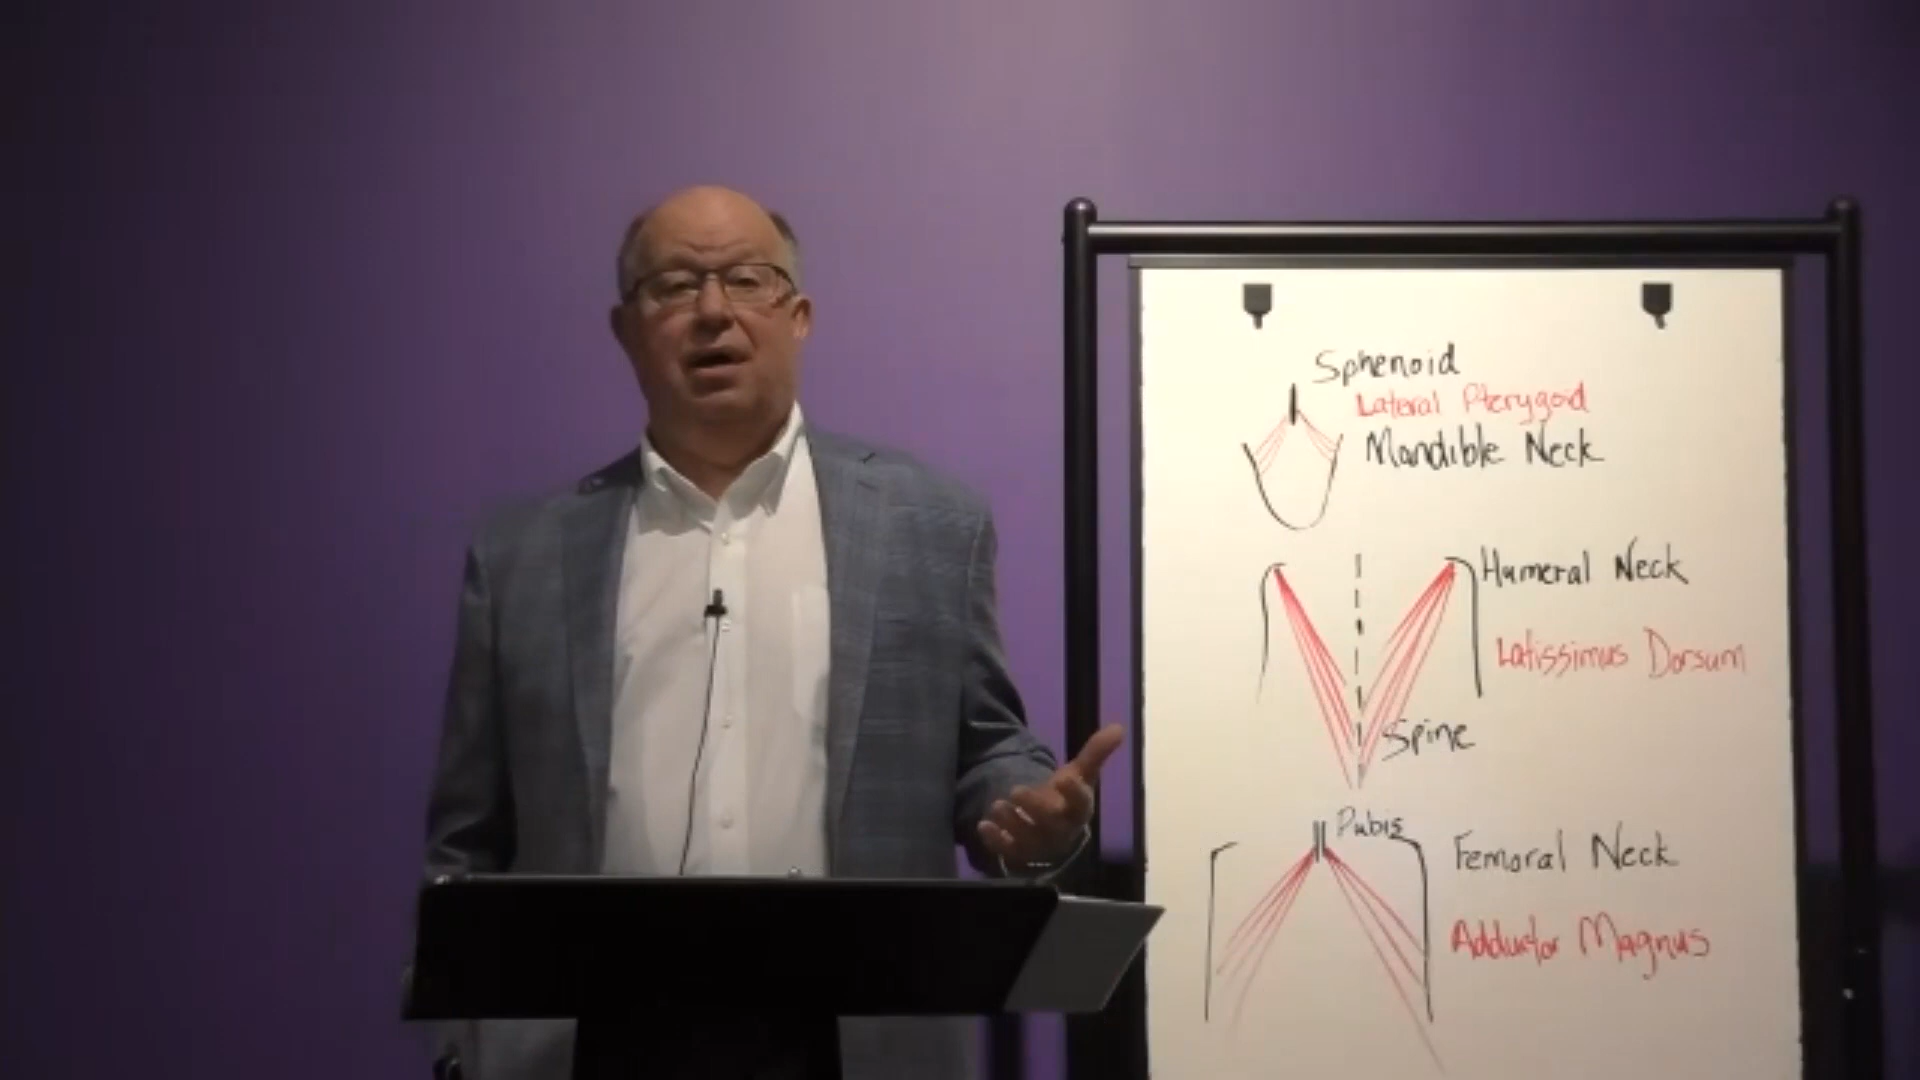 Sphenoid
Lateral Pterygoid
Mandible Neck
Humeral Neck
Latissimus Dorsum
Spine
Pubis
Femoral Neck
Adductor Magnus